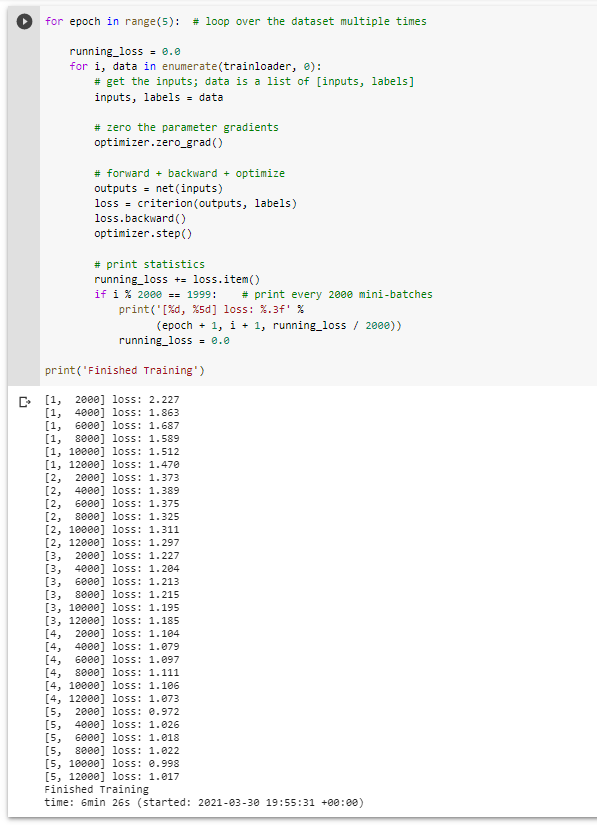 for epoch in range(5):  # loop over the dataset multiple times

    running_loss = 0.0
    for i, data in enumerate(trainloader, 0):
        # get the inputs; data is a list of [inputs, labels]
        inputs, labels = data

        # zero the parameter gradients
        optimizer.zero_grad()

        # forward + backward + optimize
        outputs = net(inputs)
        loss = criterion(outputs, labels)
        loss.backward()
        optimizer.step()

        # print statistics
        running_loss += loss.item()
        if i % 2000 == 1999:    # print every 2000 mini-batches
            print('[%d, %5d] loss: %.3f' %
                  (epoch + 1, i + 1, running_loss / 2000))
            running_loss = 0.0

print('Finished Training')
[1,  2000] loss: 2.227
[1,  4000] loss: 1.863
[1,  6000] loss: 1.687
[1,  8000] loss: 1.589
[1, 10000] loss: 1.512
[1, 12000] loss: 1.470
[2,  2000] loss: 1.373
[2,  4000] loss: 1.389
[2,  6000] loss: 1.375
[2,  8000] loss: 1.325
[2, 10000] loss: 1.311
[2, 12000] loss: 1.297
[3,  2000] loss: 1.227
[3,  4000] loss: 1.204
[3,  6000] loss: 1.213
[3,  8000] loss: 1.215
[3, 10000] loss: 1.195
[3, 12000] loss: 1.185
[4,  2000] loss: 1.104
[4,  4000] loss: 1.079
[4,  6000] loss: 1.097
[4,  8000] loss: 1.111
[4, 10000] loss: 1.106
[4, 12000] loss: 1.073
[5,  2000] loss: 0.972
[5,  4000] loss: 1.026
[5,  6000] loss: 1.018
[5,  8000] loss: 1.022
[5, 10000] loss: 0.998
[5, 12000] loss: 1.017
Finished Training
time: 6min 26s (started: 2021-03-30 19:55:31 +00:00)